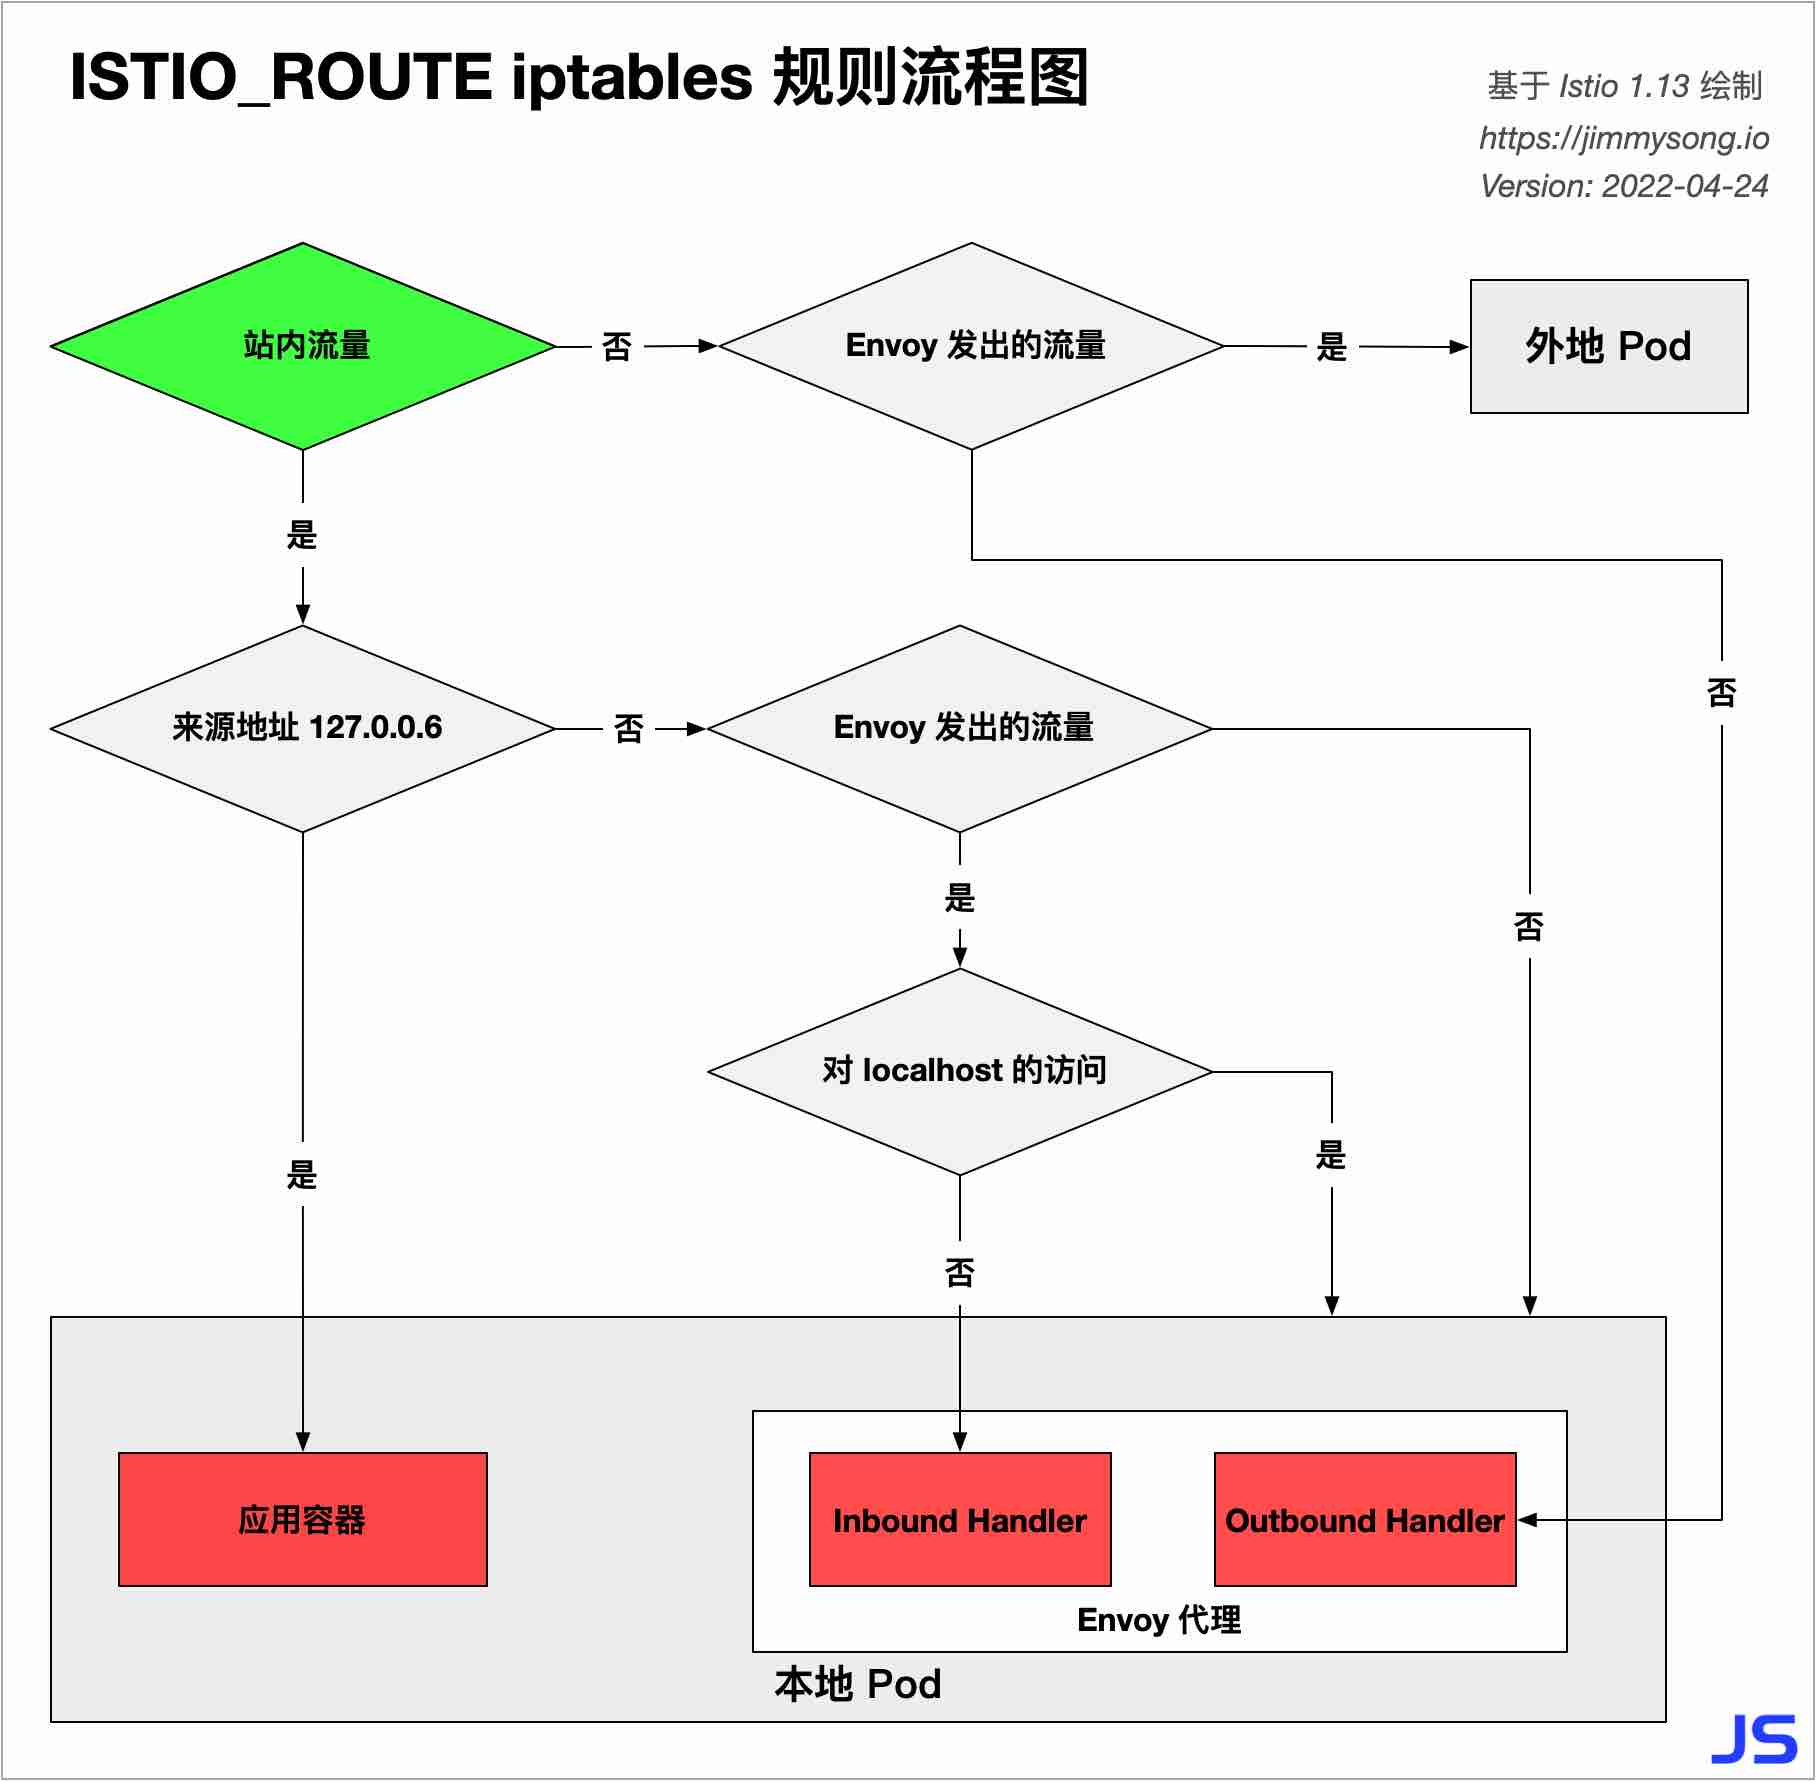 ISTIO_ROUTE iptables 规则流程图
基于 Istio 1.13 绘制
https://jimmysong.io
Version: 2022-04-24
站内流量
否
Envoy 发出的流量
是
外地 Pod
是
否
来源地址 127.0.0.6
否
Envoy 发出的流量
是
否
对 localhost 的访问
是
是
否
应用容器
Inbound Handler
Outbound Handler
Envoy 代理
本地 Pod
JS